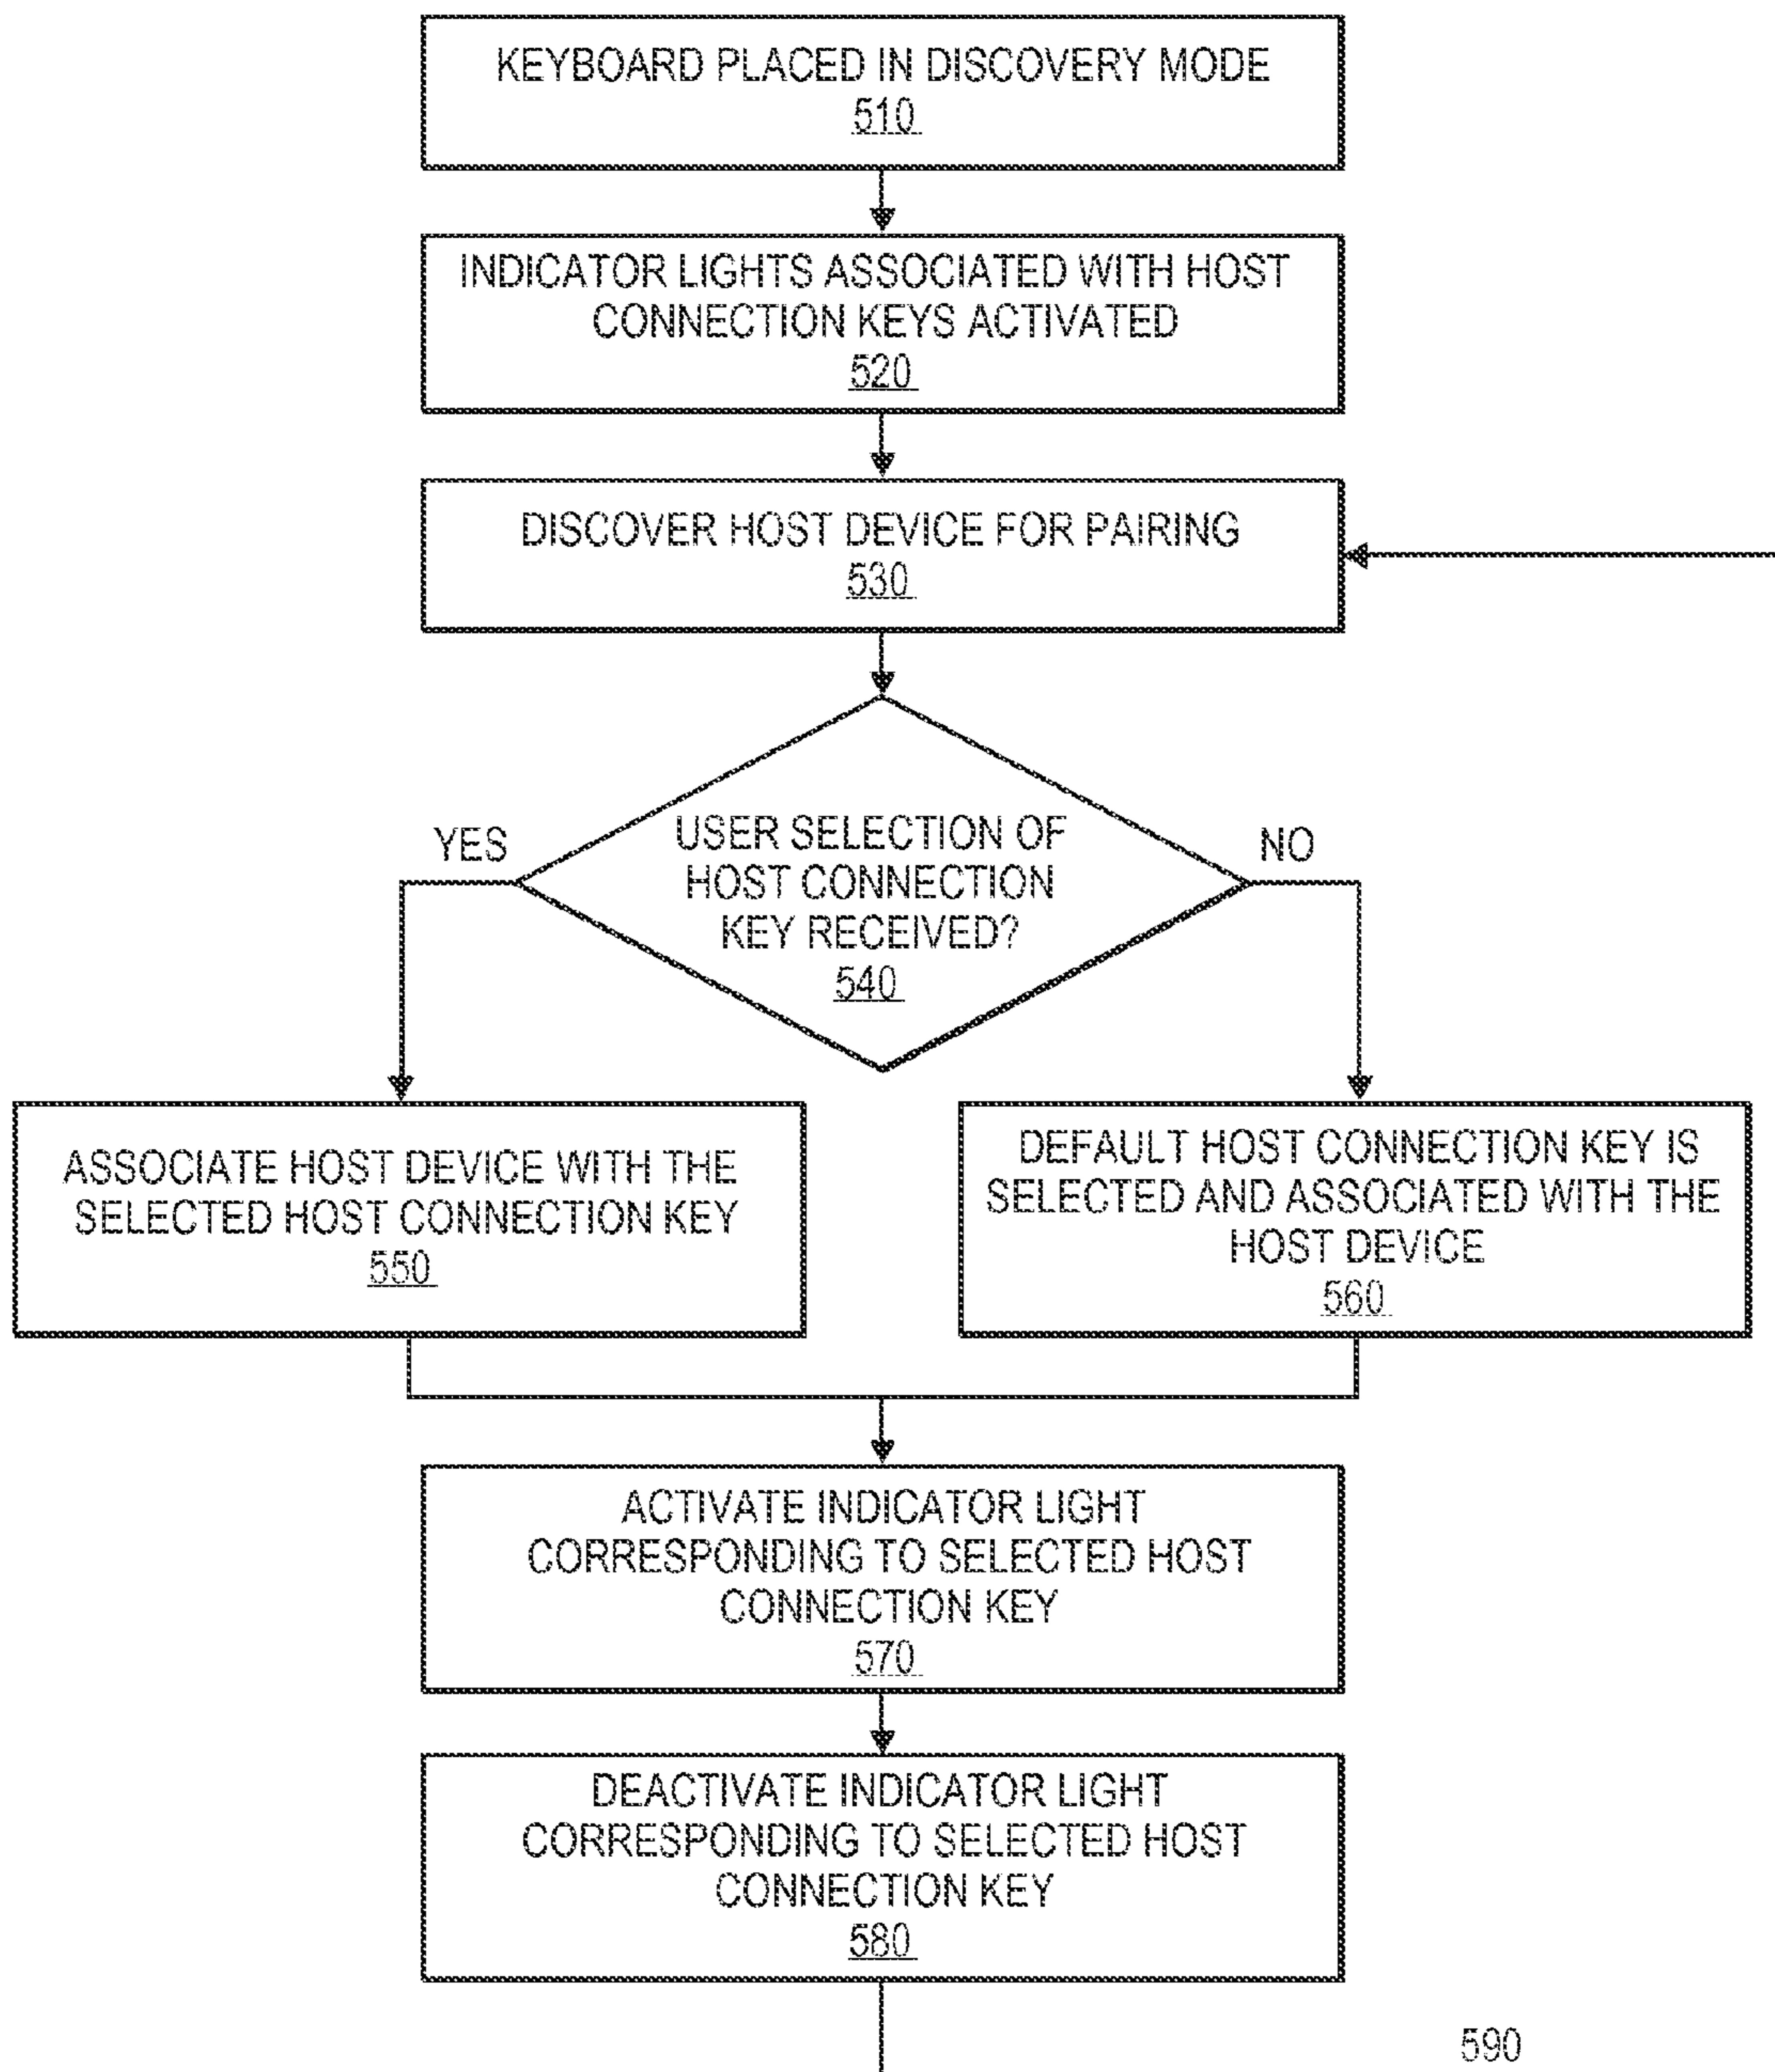 KEYBOARD PLACED IN DISCOVERY MODE
510
INDICATOR LIGHTS ASSOCIATED WITH HOST
CONNECTION KEYS ACTIVATED
520
DISCOVER HOST DEVICE FOR PAIRING
530
USER SELECTION OF
HOST CONNECTION
KEY RECEIVED?
540
YES
NO
ASSOCIATE HOST DEVICE WITH THE
SELECTED HOST CONNECTION KEY
550
DEFAULT HOST CONNECTION KEY IS
SELECTED AND ASSOCIATED WITH THE
HOST DEVICE
560
ACTIVATE INDICATOR LIGHT
CORRESPONDING TO SELECTED HOST
CONNECTION KEY
570
DEACTIVATE INDICATOR LIGHT
CORRESPONDING TO SELECTED HOST
CONNECTION KEY
580
590